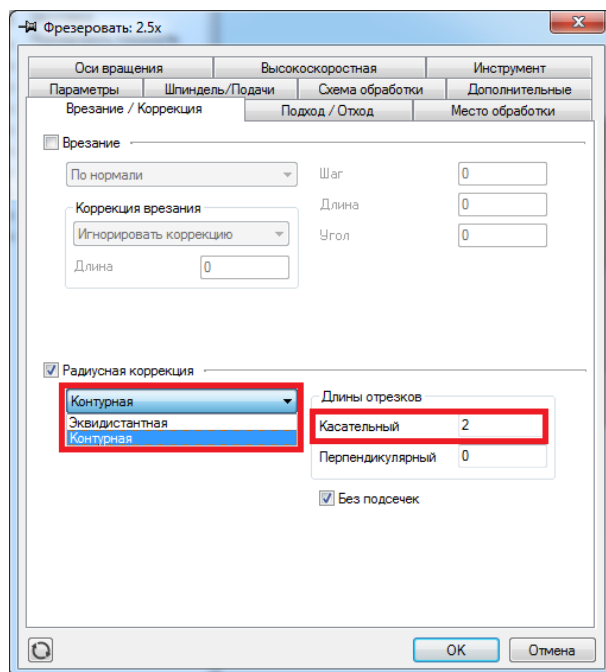 Фрезеровать: 2.5x
Оси вращения Высокоскоростная Инструмент
Параметры Шпиндель/Подачи Схема обработки Дополнительные
Врезание / Коррекция Подход / Отход Место обработки
Врезание
По нормали Шаг 0
Коррекция врезания Длина 0
Игнорировать коррекцию Угол 0
Длина 0
Радиусная коррекция
Контурная Длины отрезков
Эквидистантная Касательный 2
Контурная
Перпендикулярный 0
Без подсечек
OK Отмена